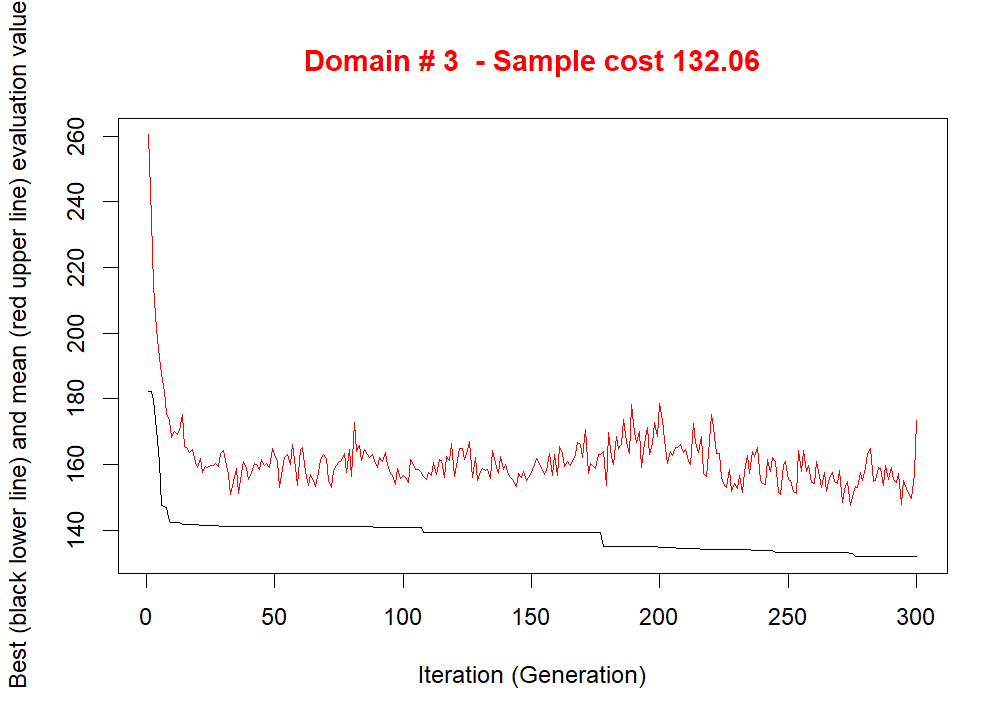 Domain # 3 - Sample cost 132.06
Best (black lower line) and mean (red upper line) evaluation value
260
240
220
200
180
160
140
0 50 100 150 200 250 300
Iteration (Generation)